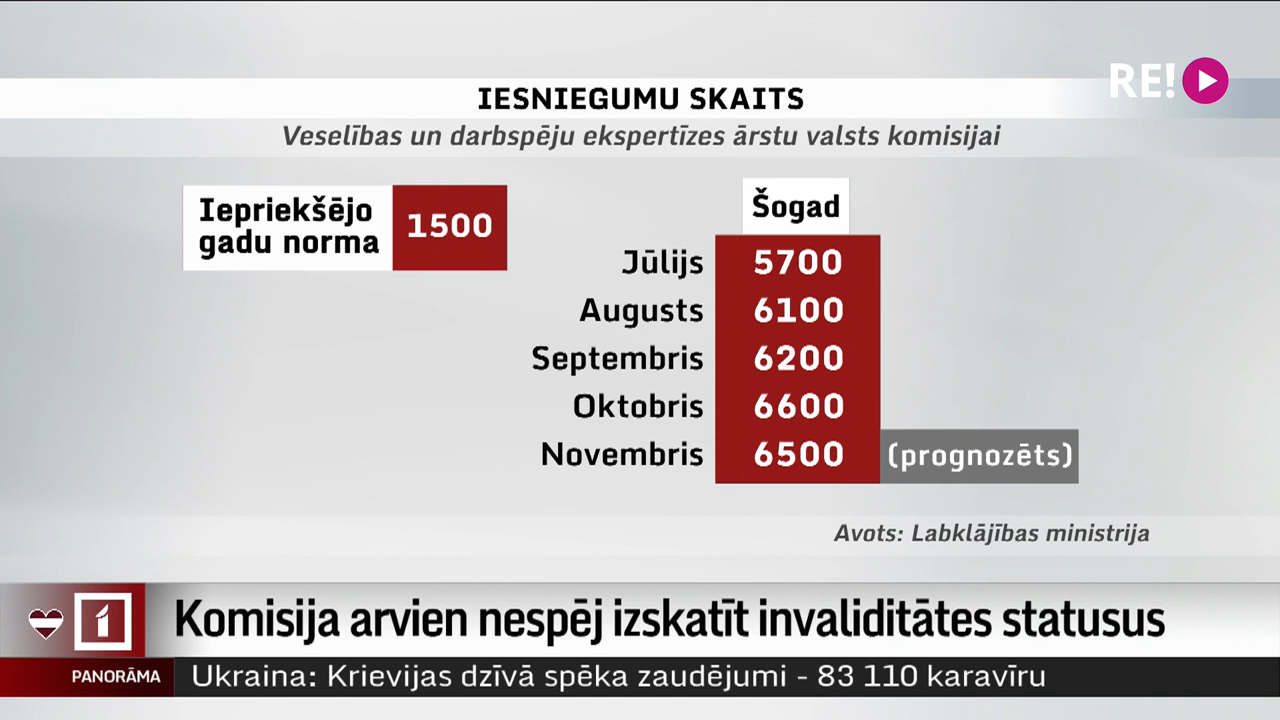 RE!
IESNIEGUMU SKAITS
Veselības un darbspēju ekspertīzes ārstu valsts komisijai
Iepriekšējo
gadu norma
1500
Šogad
Jūlijs 5700
Augusts 6100
Septembris 6200
Oktobris 6600
Novembris 6500 (prognozēts)
Avots: Labklājības ministrija
1
Komisija arvien nespēj izskatīt invaliditātes statusus
PANORĀMA
Ukraina: Krievijas dzīvā spēka zaudējumi - 83 110 karavīru